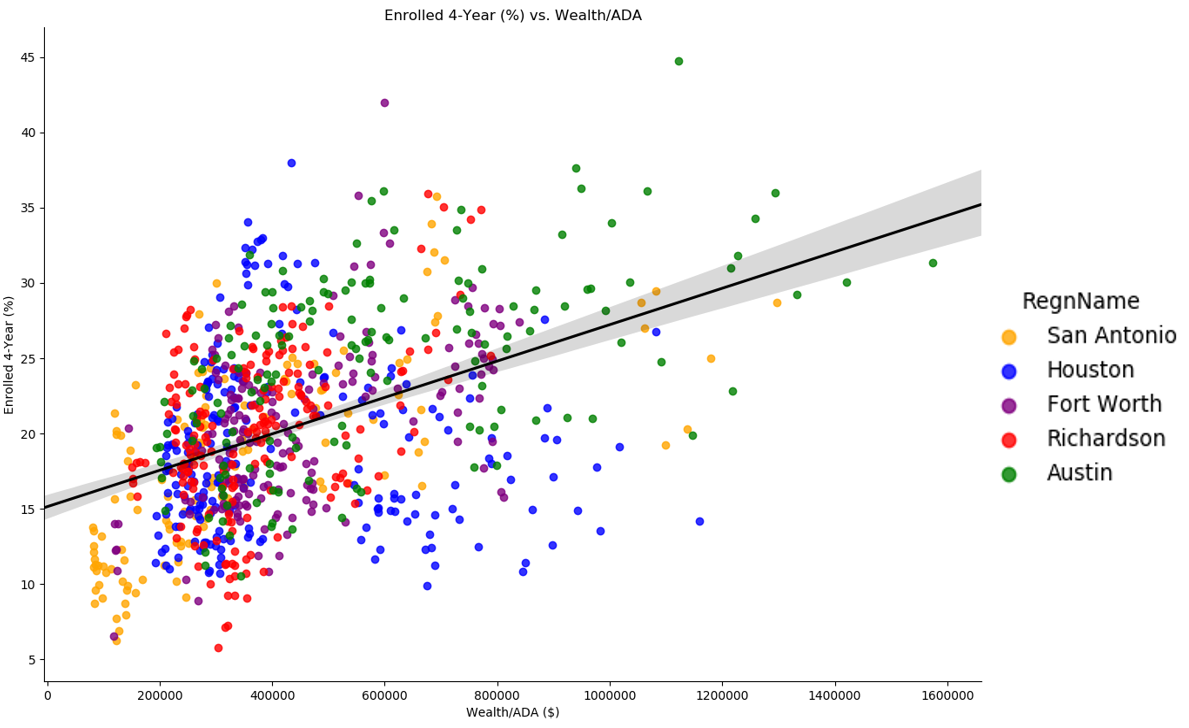 Enrolled 4-Year (%) vs. Wealth/ADA
45
40
35
30
25
20
15
10
5
Enrolled 4-Year (%)
0
200000
400000
600000
800000
1000000
1200000
1400000
1600000
Wealth/ADA ($)
RegnName
San Antonio
Houston
Fort Worth
Richardson
Austin